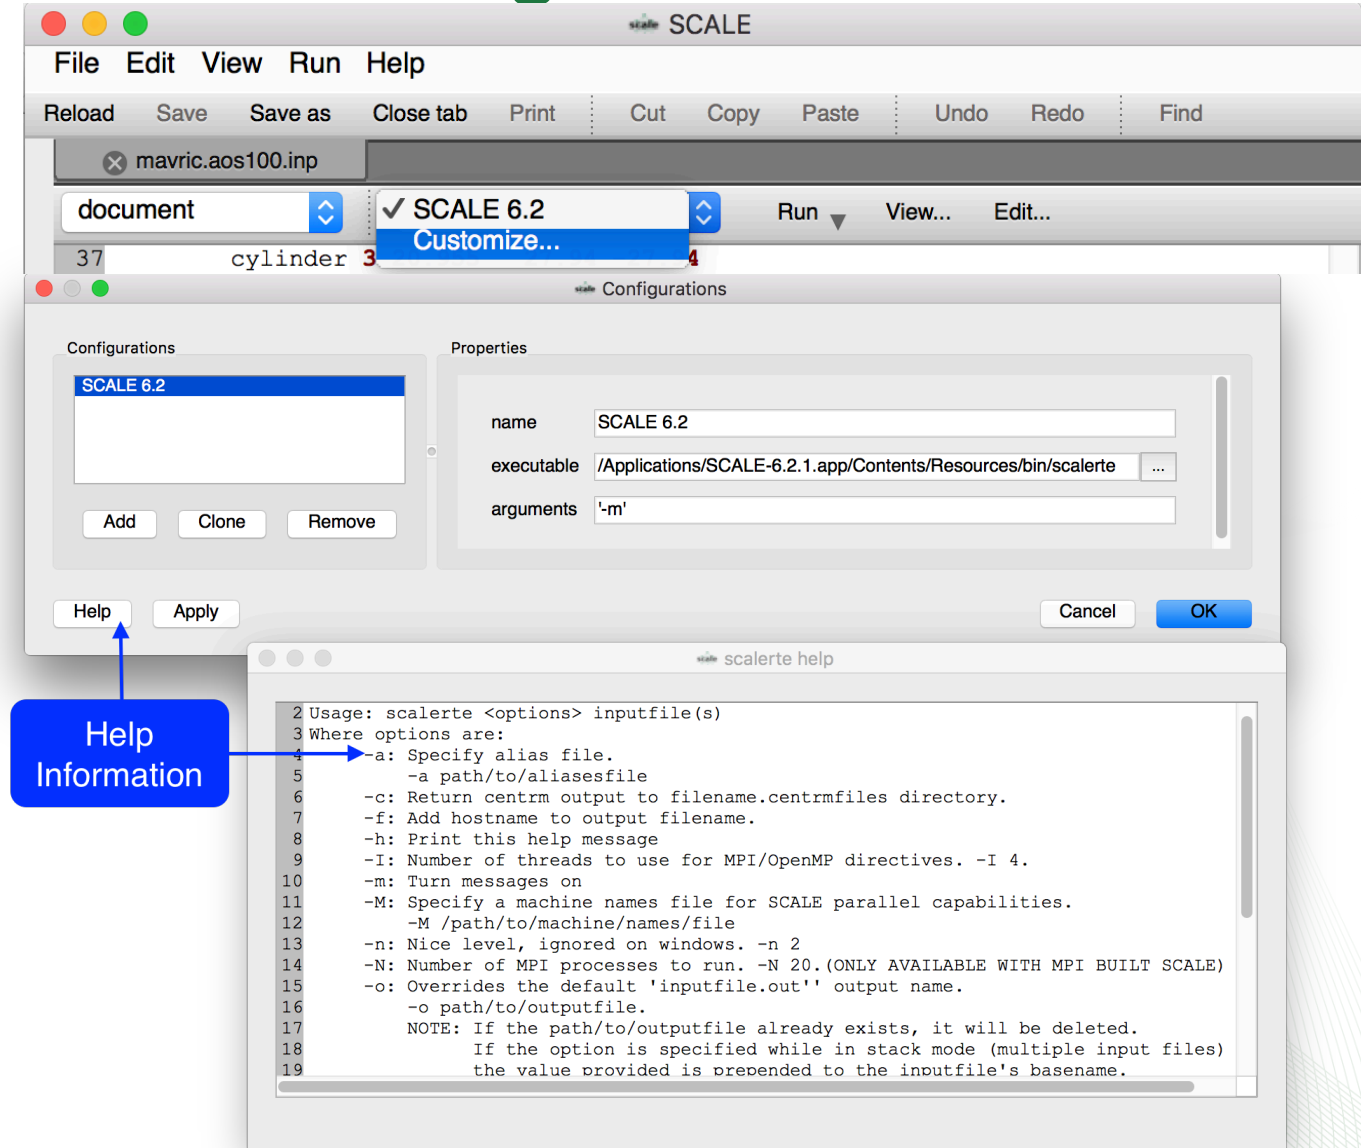 scale SCALE
File Edit View Run Help
Reload Save Save as Close tab Print Cut Copy Paste Undo Redo Find
mavric.aos100.inp
document ✓ SCALE 6.2 Run View... Edit...
Customize...
37 cylinder 3 4
scale Configurations
Configurations Properties
SCALE 6.2
name SCALE 6.2
executable /Applications/SCALE-6.2.1.app/Contents/Resources/bin/scalerte ...
arguments '-m'
Add Clone Remove
Help Apply Cancel OK
scale scalerte help
Help
Information
2 Usage: scalerte <options> inputfile(s)
3 Where options are:
4 -a: Specify alias file.
5 -a path/to/aliasesfile
6 -c: Return centrm output to filename.centrmfiles directory.
7 -f: Add hostname to output filename.
8 -h: Print this help message
9 -I: Number of threads to use for MPI/OpenMP directives. -I 4.
10 -m: Turn messages on
11 -M: Specify a machine names file for SCALE parallel capabilities.
12 -M /path/to/machine/names/file
13 -n: Nice level, ignored on windows. -n 2
14 -N: Number of MPI processes to run. -N 20.(ONLY AVAILABLE WITH MPI BUILT SCALE)
15 -o: Overrides the default 'inputfile.out'' output name.
16 -o path/to/outputfile.
17 NOTE: If the path/to/outputfile already exists, it will be deleted.
18 If the option is specified while in stack mode (multiple input files)
19 the value provided is prepended to the inputfile's basename.